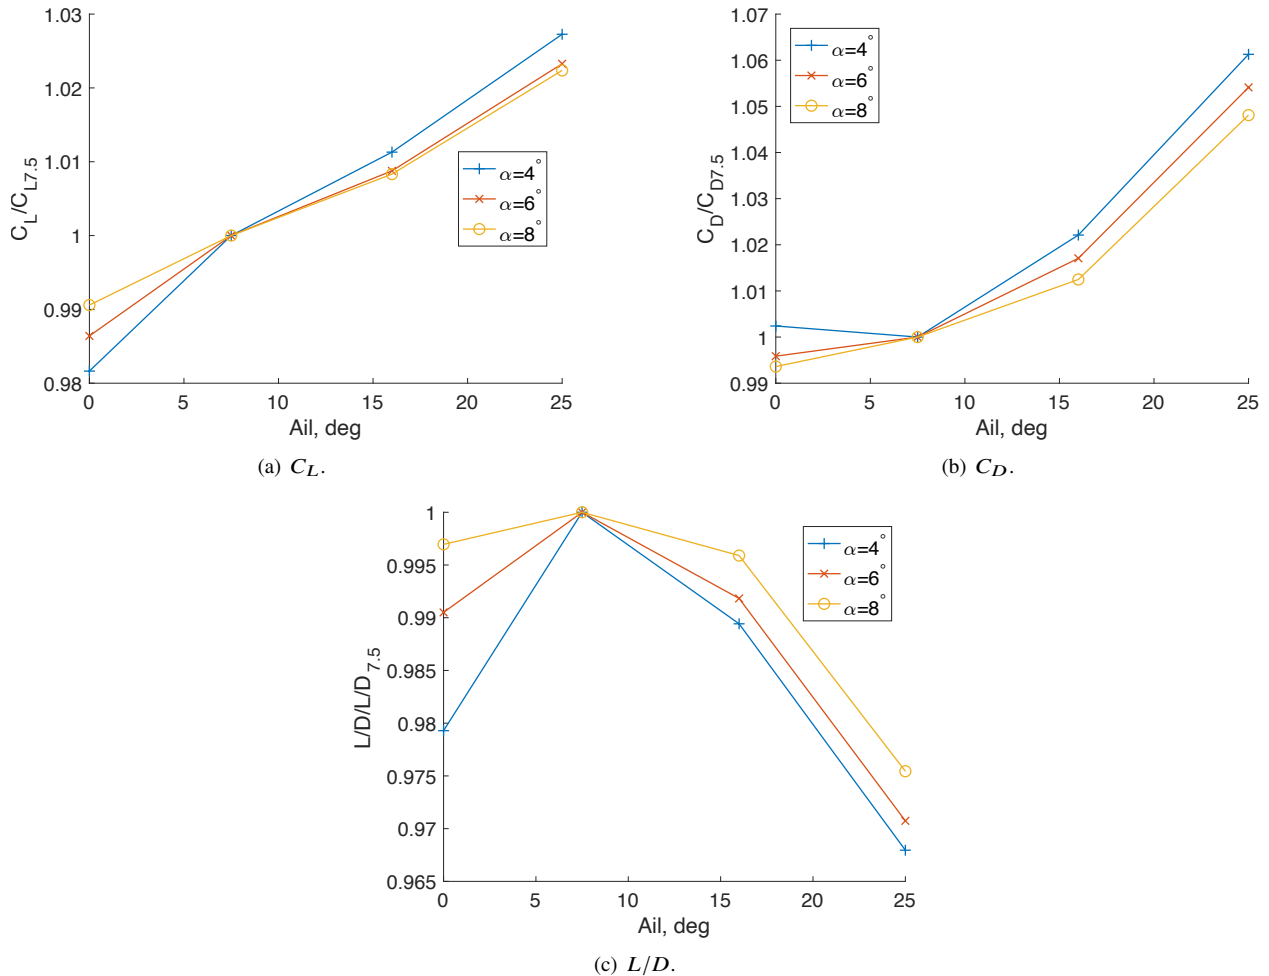 1.03
1.02
1.01
1
0.99
0.98
C_L/C_L7.5
α=4°
α=6°
α=8°
0 5 10 15 20 25
Ail, deg
(a) C_L.
1.07
1.06
1.05
1.04
1.03
1.02
1.01
1
0.99
C_D/C_D7.5
α=4°
α=6°
α=8°
0 5 10 15 20 25
Ail, deg
(b) C_D.
1
0.995
0.99
0.985
0.98
0.975
0.97
0.965
L/D/L/D_7.5
α=4°
α=6°
α=8°
0 5 10 15 20 25
Ail, deg
(c) L/D.